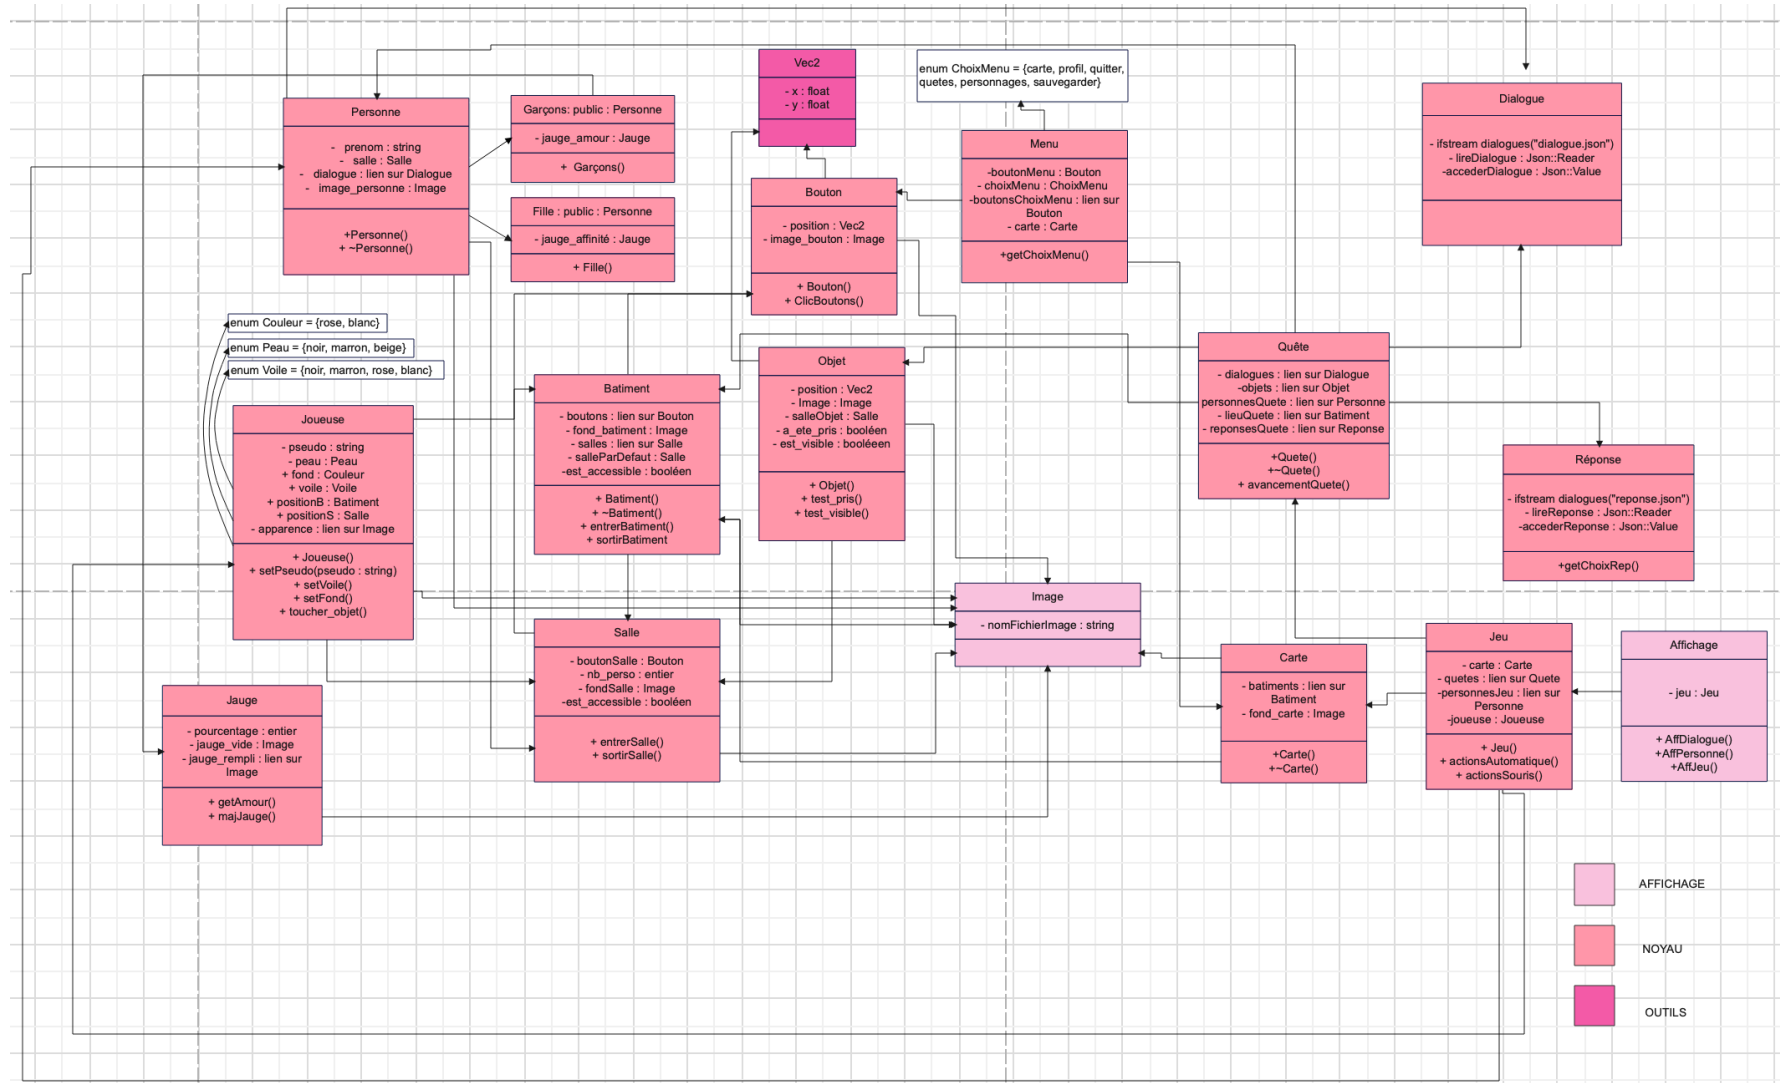 Personne
- prenom : string
- salle : Salle
- dialogue : lien sur Dialogue
- image_personne : Image
+Personne()
+ ~Personne()
Garçons: public : Personne
- jauge_amour : Jauge
+ Garçons()
Fille : public : Personne
- jauge_affinité : Jauge
+ Fille()
Vec2
- x : float
- y : float
enum ChoixMenu = {carte, profil, quitter,
quetes, personnages, sauvegarder}
Menu
-boutonMenu : Bouton
- choixMenu : ChoixMenu
-boutonsChoixMenu : lien sur
Bouton
- carte : Carte
+getChoixMenu()
Bouton
- position : Vec2
- image_bouton : Image
+ Bouton()
+ ClicBoutons()
Dialogue
- ifstream dialogues("dialogue.json")
- lireDialogue : Json::Reader
-accederDialogue : Json::Value
enum Couleur = {rose, blanc}
enum Peau = {noir, marron, beige}
enum Voile = {noir, marron, rose, blanc}
Joueuse
- pseudo : string
- peau : Peau
+ fond : Couleur
+ voile : Voile
+ positionB : Batiment
+ positionS : Salle
- apparence : lien sur Image
+ Joueuse()
+ setPseudo(pseudo : string)
+ setVoile()
+ setFond()
+ toucher_objet()
Batiment
- boutons : lien sur Bouton
- fond_batiment : Image
- salles : lien sur Salle
- salleParDefaut : Salle
-est_accessible : booléen
+ Batiment()
+ ~Batiment()
+ entrerBatiment()
+ sortirBatiment
Objet
- position : Vec2
- Image : Image
- salleObjet : Salle
- a_ete_pris : booléen
- est_visible : booléeen
+ Objet()
+ test_pris()
+ test_visible()
Quête
- dialogues : lien sur Dialogue
-objets : lien sur Objet
personnesQuete : lien sur Personne
- lieuQuete : lien sur Batiment
- reponsesQuete : lien sur Reponse
+Quete()
+~Quete()
+ avancementQuete()
Réponse
- ifstream dialogues("reponse.json")
- lireReponse : Json::Reader
-accederReponse : Json::Value
+getChoixRep()
Image
- nomFichierImage : string
Salle
- boutonSalle : Bouton
- nb_perso : entier
- fondSalle : Image
-est_accessible : booléen
+ entrerSalle()
+ sortirSalle()
Jauge
- pourcentage : entier
- jauge_vide : Image
- jauge_rempli : lien sur
Image
+ getAmour()
+ majJauge()
Carte
- batiments : lien sur
Batiment
- fond_carte : Image
+Carte()
+~Carte()
Jeu
- carte : Carte
- quetes : lien sur Quete
-personnesJeu : lien sur
Personne
-joueuse : Joueuse
+ Jeu()
+ actionsAutomatique()
+ actionsSouris()
Affichage
- jeu : Jeu
+ AffDialogue()
+AffPersonne()
+AffJeu()
AFFICHAGE
NOYAU
OUTILS